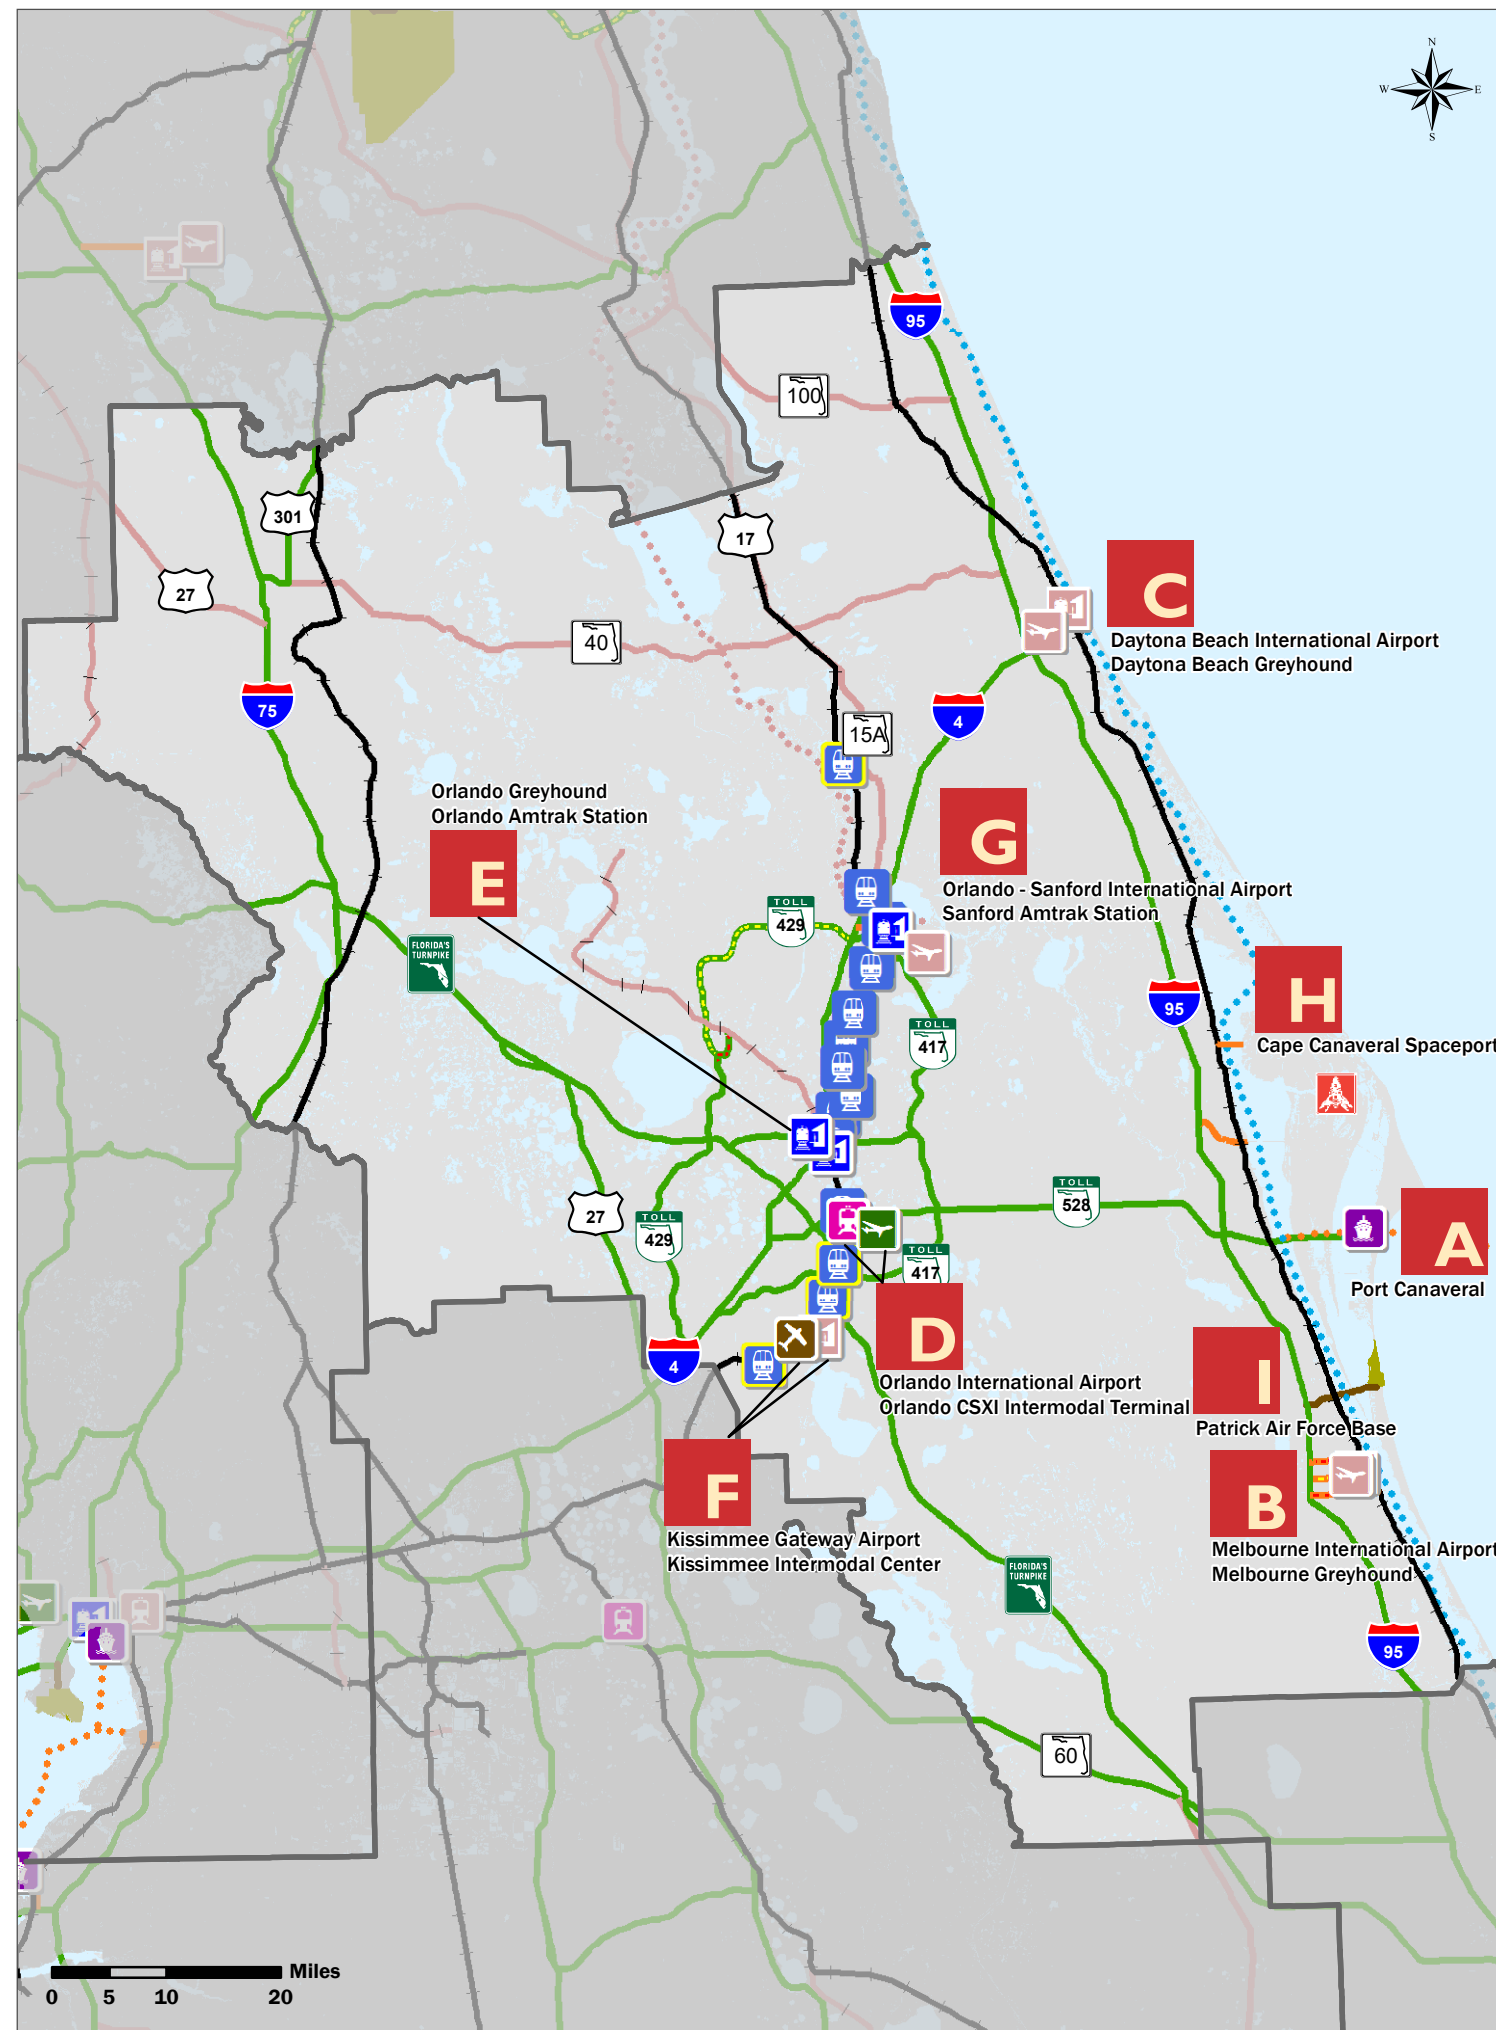 N
W E
S
95
100
301
17
27
C
40
Daytona Beach International Airport
Daytona Beach Greyhound
75
4
15A
Orlando Greyhound
Orlando Amtrak Station
G
E
Orlando - Sanford International Airport
Sanford Amtrak Station
TOLL
429
FLORIDA'S
TURNPIKE
H
95
TOLL
417
Cape Canaveral Spaceport
TOLL
528
27
TOLL
429
A
TOLL
417
Port Canaveral
D
4
I
Orlando International Airport
Orlando CSXI Intermodal Terminal
Patrick Air Force Base
F
B
Kissimmee Gateway Airport
Kissimmee Intermodal Center
Melbourne International Airport
Melbourne Greyhound
FLORIDA'S
TURNPIKE
95
60
Miles
0 5 10 20